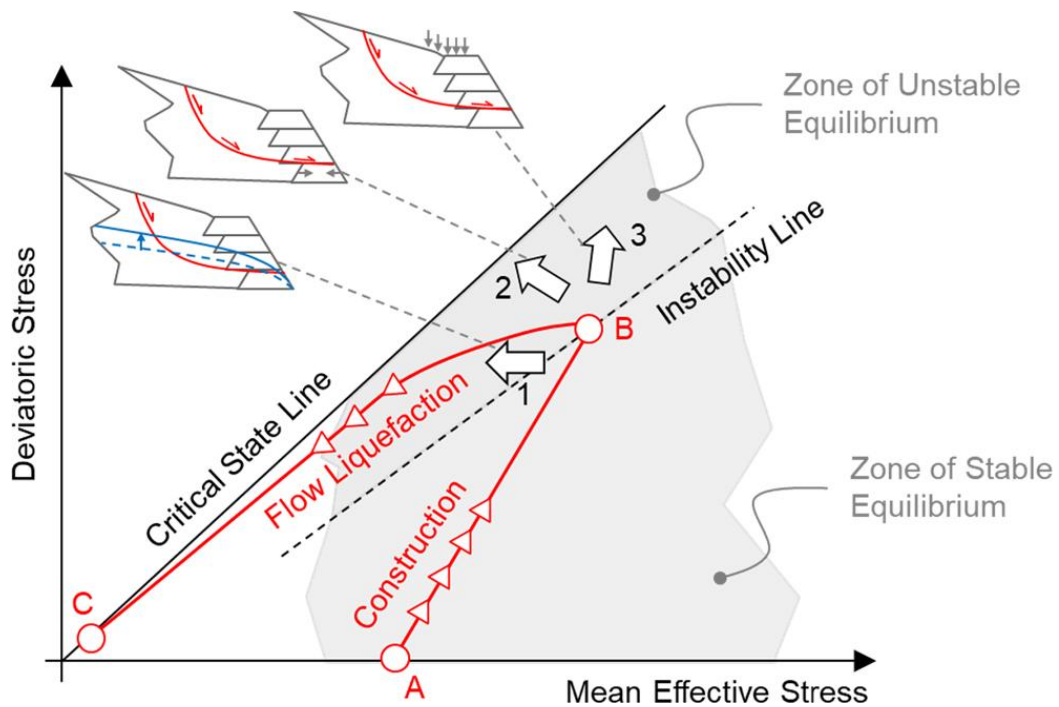 Zone of Unstable
Equilibrium
3
Instability Line
2
B
1
Deviatoric Stress
Critical State Line
Flow Liquefaction
Zone of Stable
Equilibrium
Construction
C
A
Mean Effective Stress